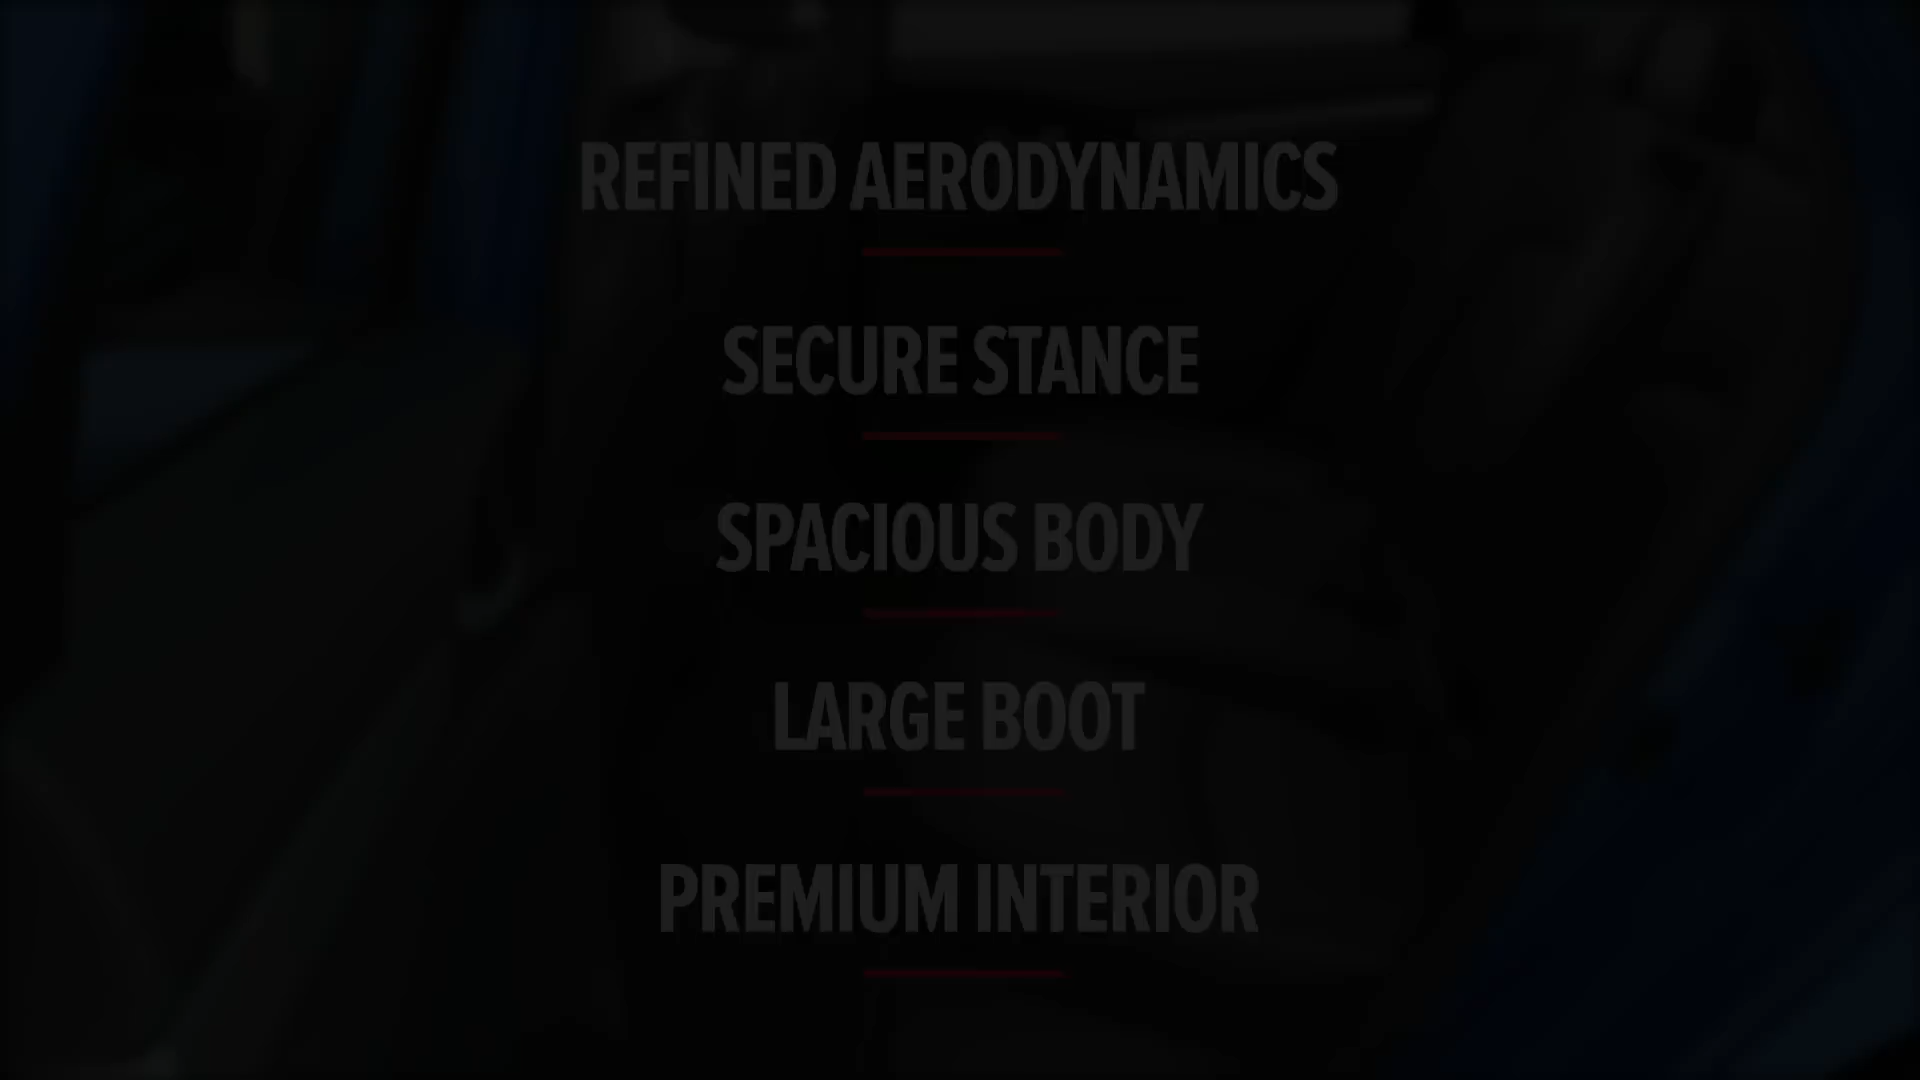 REFINED AERODYNAMICS
SECURE STANCE
SPACIOUS BODY
LARGE BOOT
PREMIUM INTERIOR